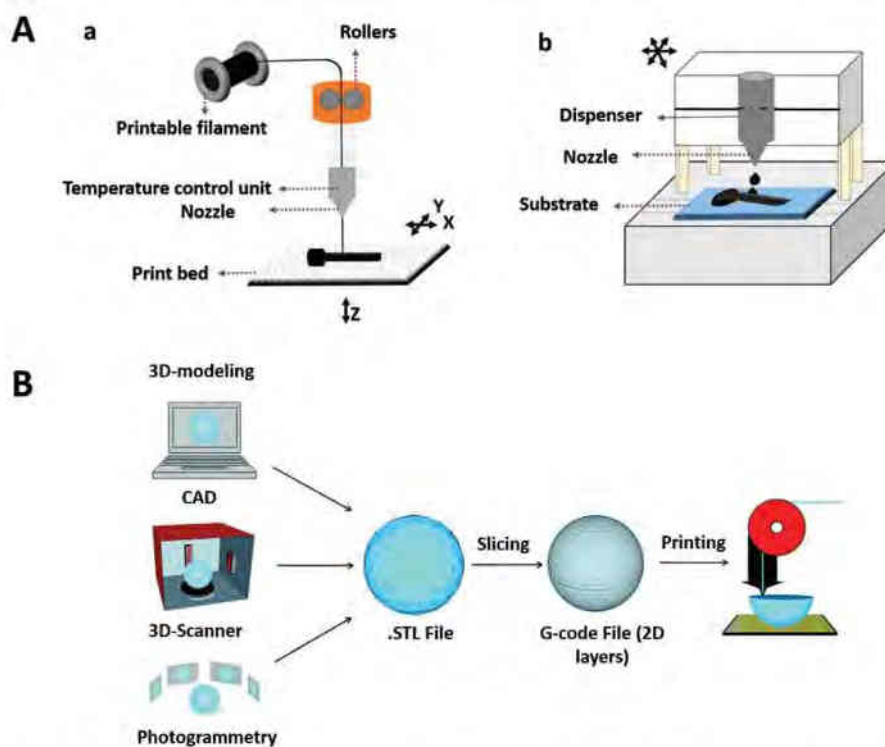 A
a
Rollers
Printable filament
Temperature control unit
Nozzle
Y
X
Print bed
Z
b
Dispenser
Nozzle
Substrate
B
3D-modeling
CAD
3D-Scanner
Photogrammetry
.STL File
Slicing
G-code File (2D
layers)
Printing